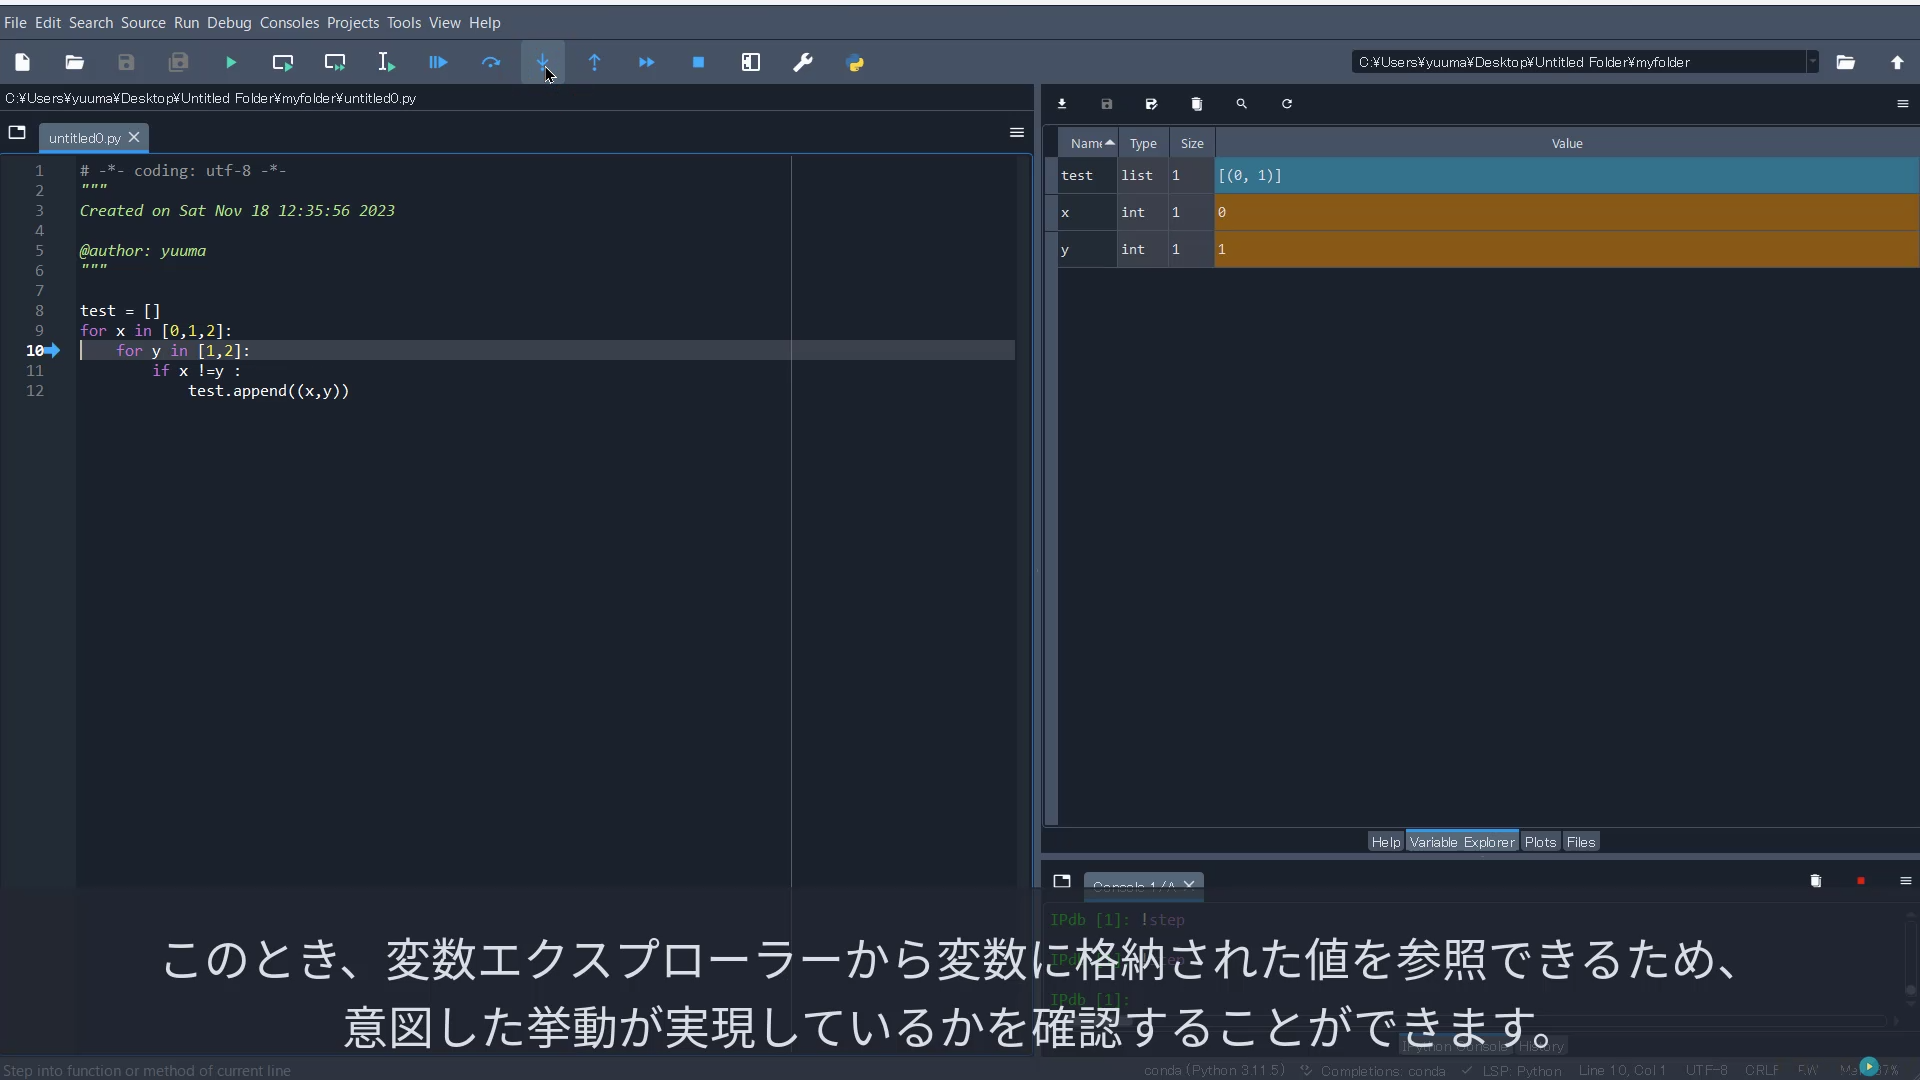 File Edit Search Source Run Debug Consoles Projects Tools View Help
C:¥Users¥yuuma¥Desktop¥Untitled Folder¥myfolder
C:¥Users¥yuuma¥Desktop¥Untitled Folder¥myfolder¥untitled0.py
untitled0.py
1 # -*- coding: utf-8 -*-
2 """
3 Created on Sat Nov 18 12:35:56 2023
4
5 @author: yuuma
6 """
7
8 test = []
9 for x in [0,1,2]:
10 for y in [1,2]:
11 if x !=y :
12 test.append((x,y))
Name Type Size Value
test list 1 [(0, 1)]
x int 1 0
y int 1 1
Help Variable Explorer Plots Files
Console 1/A
IPdb [1]: !step
IPdb [1]:
このとき、変数エクスプローラーから変数に格納された値を参照できるため、
意図した挙動が実現しているかを確認することができます。
IPython Console History
Step into function or method of current line
conda (Python 3.11.5) Completions: conda LSP: Python Line 10, Col 1 UTF-8 CRLF RW